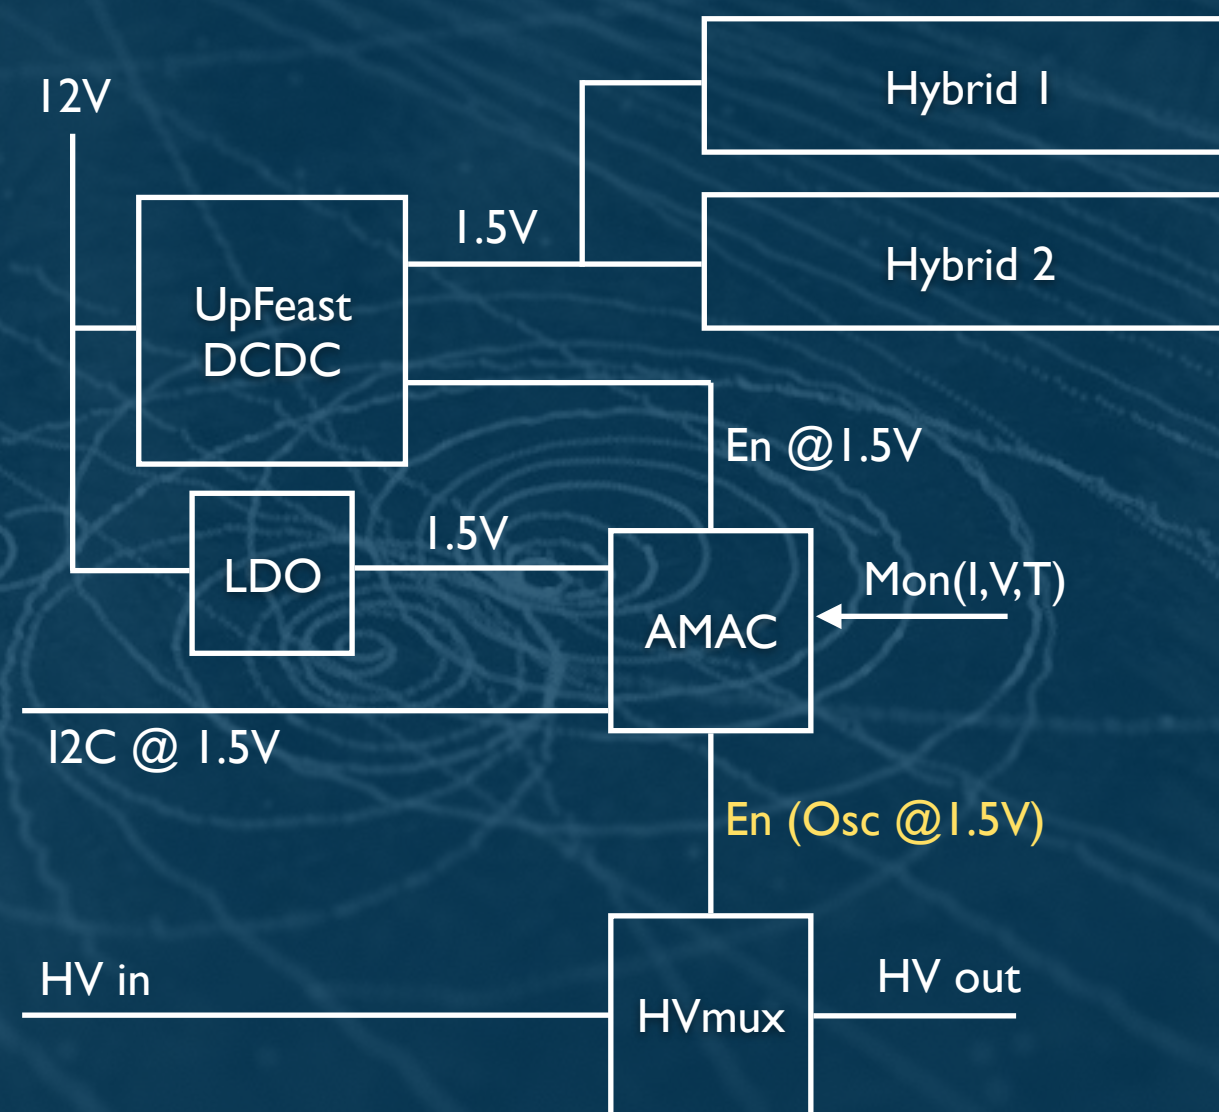 12V
Hybrid 1
1.5V
Hybrid 2
UpFeast
DCDC
En @1.5V
1.5V
LDO
Mon(I,V,T)
AMAC
I2C @ 1.5V
En (Osc @1.5V)
HV in
HV out
HVmux